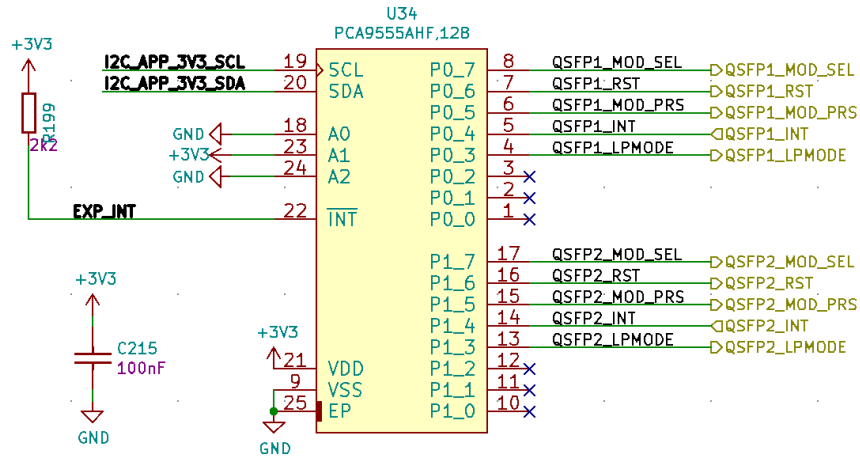 U34
PCA9555AHF,128
+3V3
R199
2k2
I2C_APP_3V3_SCL
I2C_APP_3V3_SDA
GND
+3V3
GND
EXP_INT
19 SCL
20 SDA
18 A0
23 A1
24 A2
22 INT
21 VDD
9 VSS
25 EP
+3V3
GND
+3V3
C215
100nF
GND
P0_7 8 QSFP1_MOD_SEL QSFP1_MOD_SEL
P0_6 7 QSFP1_RST QSFP1_RST
P0_5 6 QSFP1_MOD_PRS QSFP1_MOD_PRS
P0_4 5 QSFP1_INT QSFP1_INT
P0_3 4 QSFP1_LPMODE QSFP1_LPMODE
P0_2 3
P0_1 2
P0_0 1
P1_7 17 QSFP2_MOD_SEL QSFP2_MOD_SEL
P1_6 16 QSFP2_RST QSFP2_RST
P1_5 15 QSFP2_MOD_PRS QSFP2_MOD_PRS
P1_4 14 QSFP2_INT QSFP2_INT
P1_3 13 QSFP2_LPMODE QSFP2_LPMODE
P1_2 12
P1_1 11
P1_0 10